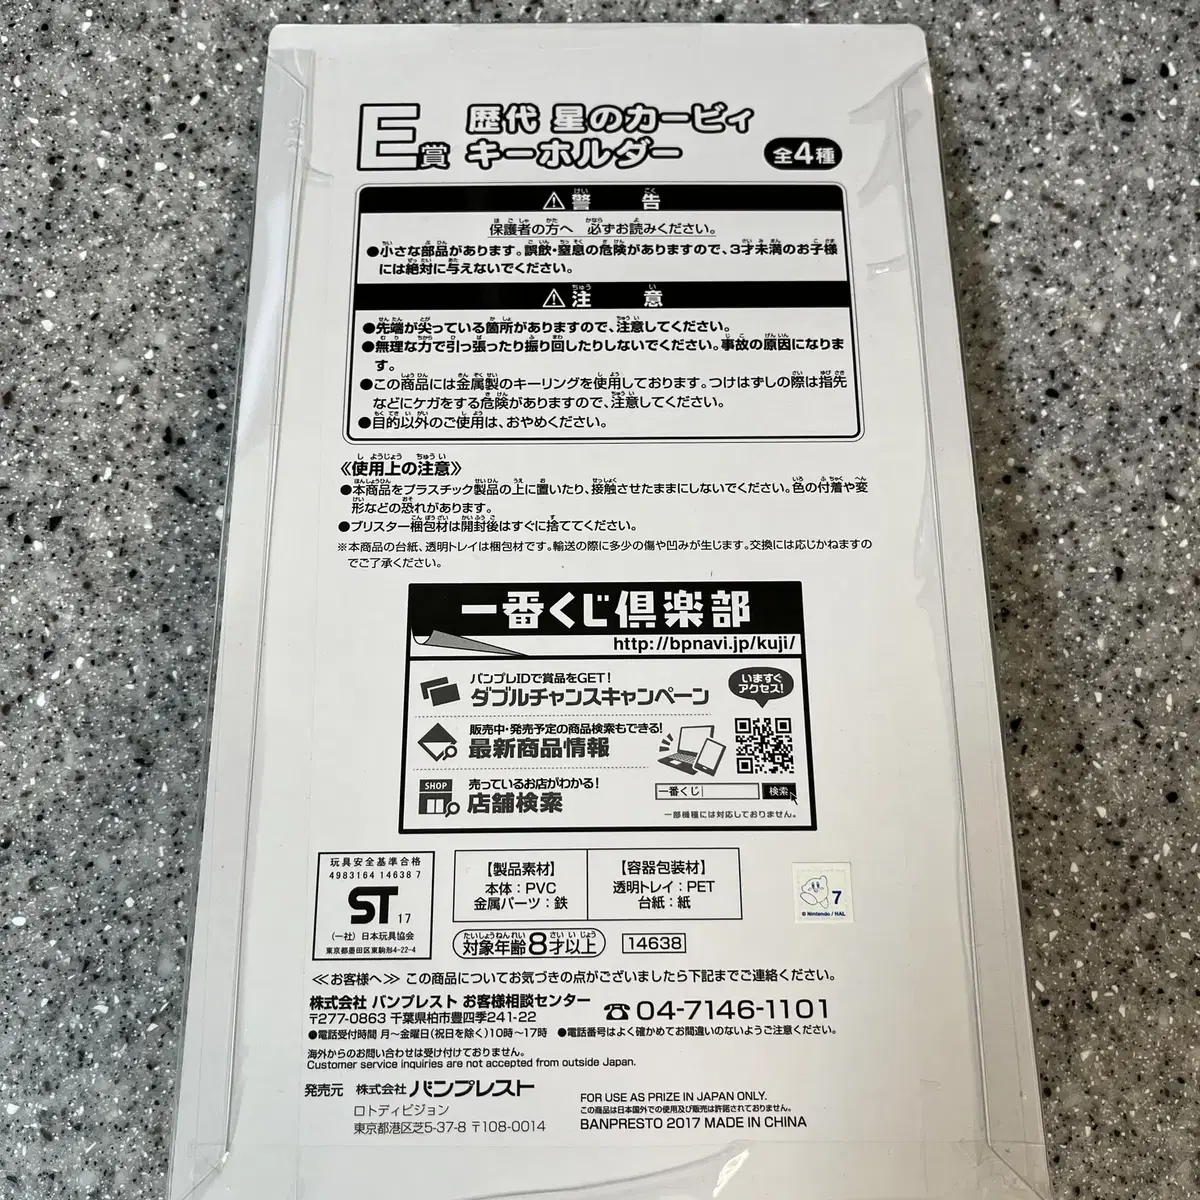 E賞
歴代 星のカービィ
キーホルダー
全4種
⚠警告
保護者の方へ 必ずお読みください。
●小さな部品があります。誤飲・窒息の危険がありますので、3才未満のお子様
には絶対に与えないでください。
⚠注意
●先端が尖っている箇所がありますので、注意してください。
●無理な力で引っ張ったり振り回したりしないでください。事故の原因になりま
す。
●この商品には金属製のキーリングを使用しております。つけはずしの際は指先
などにケガをする危険がありますので、注意してください。
●目的以外のご使用は、おやめください。
《使用上の注意》
●本商品をプラスチック製品の上に置いたり、接触させたままにしないでください。色の付着や変
形などの恐れがあります。
●ブリスター梱包材は開封後はすぐに捨ててください。
※本商品の台紙、透明トレイは梱包材です。輸送の際に多少の傷や凹みが生じます。交換には応じかねますの
でご了承ください。
一番くじ倶楽部
http://bpnavi.jp/kuji/
バンプレIDで賞品をGET!
ダブルチャンスキャンペーン
いますぐ
アクセス!
販売中・発売予定の商品検索もできる!
最新商品情報
SHOP
売っているお店がわかる!
店舗検索
一番くじ 検索
一部機種には対応しておりません。
玩具安全基準合格
4983164 14638 7
ST 17
(一社)日本玩具協会
東京都墨田区東駒形4-22-4
【製品素材】
本体:PVC
金属パーツ:鉄
【容器包装材】
透明トレイ:PET
台紙:紙
7
© Nintendo / HAL
対象年齢8才以上
14638
≪お客様へ≫ この商品についてお気づきの点がございましたら下記までご連絡ください。
株式会社 バンプレスト お客様相談センター
〒277-0863 千葉県柏市豊四季241-22
☎04-7146-1101
●電話受付時間 月〜金曜日(祝日を除く)10時〜17時 ●電話番号はよく確かめてお間違いのないようご注意ください。
海外からのお問い合わせは受け付けておりません。
Customer service inquiries are not accepted from outside Japan.
発売元 株式会社 バンプレスト
ロトディビジョン
東京都港区芝5-37-8 〒108-0014
FOR USE AS PRIZE IN JAPAN ONLY.
この商品は日本国外での使用及び販売は許諾されておりません。
BANPRESTO 2017 MADE IN CHINA